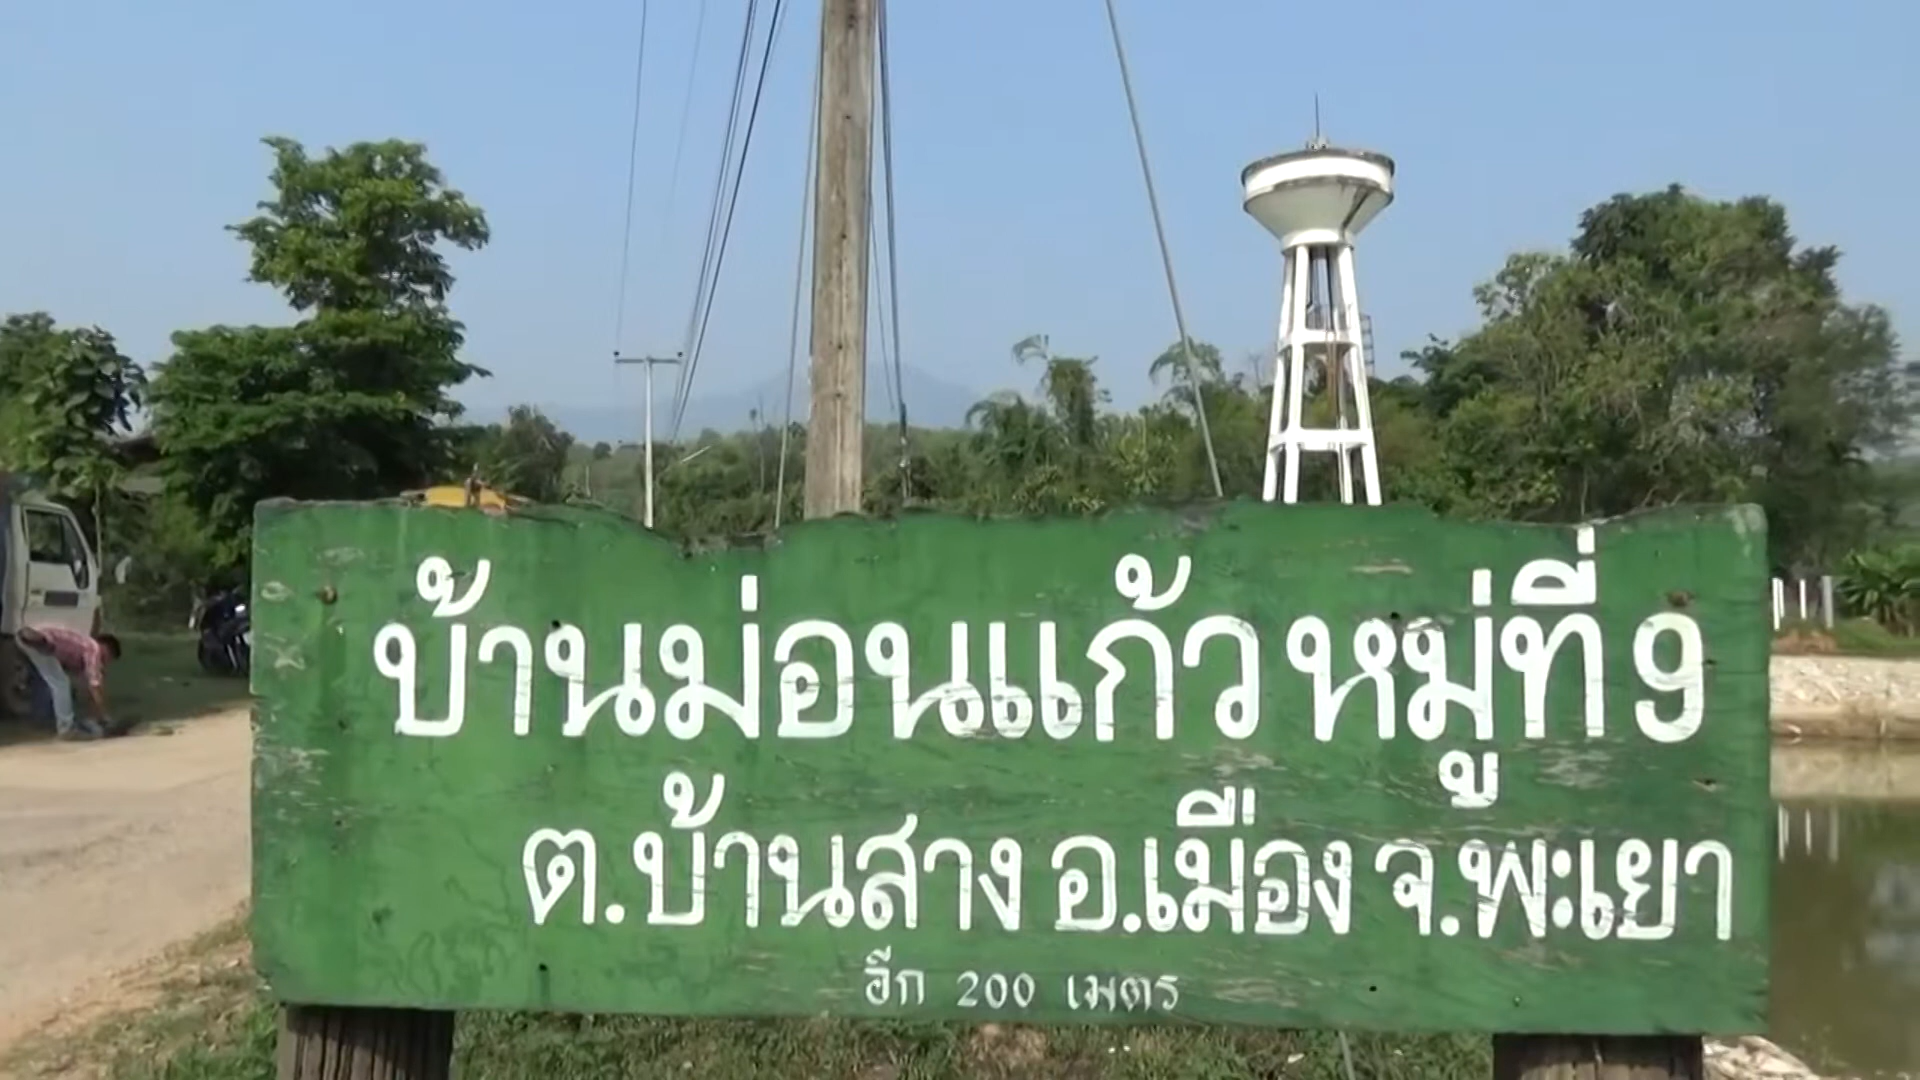 บ้านม่อนแก้ว หมู่ที่ 9
ต.บ้านสาง อ.เมือง จ.พะเยา
อีก 200 เมตร